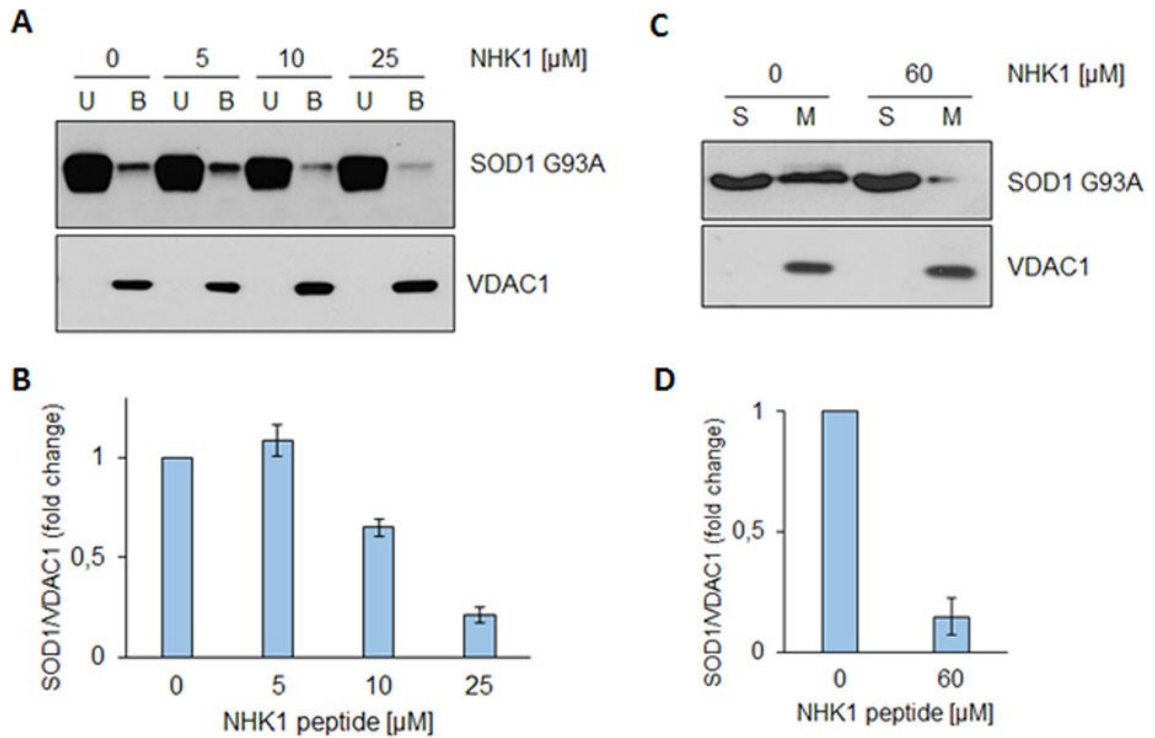 A
0 5 10 25 NHK1 [µM]
U B U B U B U B
SOD1 G93A
VDAC1
B
SOD1/VDAC1 (fold change)
1
0,5
0
0 5 10 25
NHK1 peptide [µM]
C
0 60 NHK1 [µM]
S M S M
SOD1 G93A
VDAC1
D
SOD1/VDAC1 (fold change)
1
0,5
0
0 60
NHK1 peptide [µM]